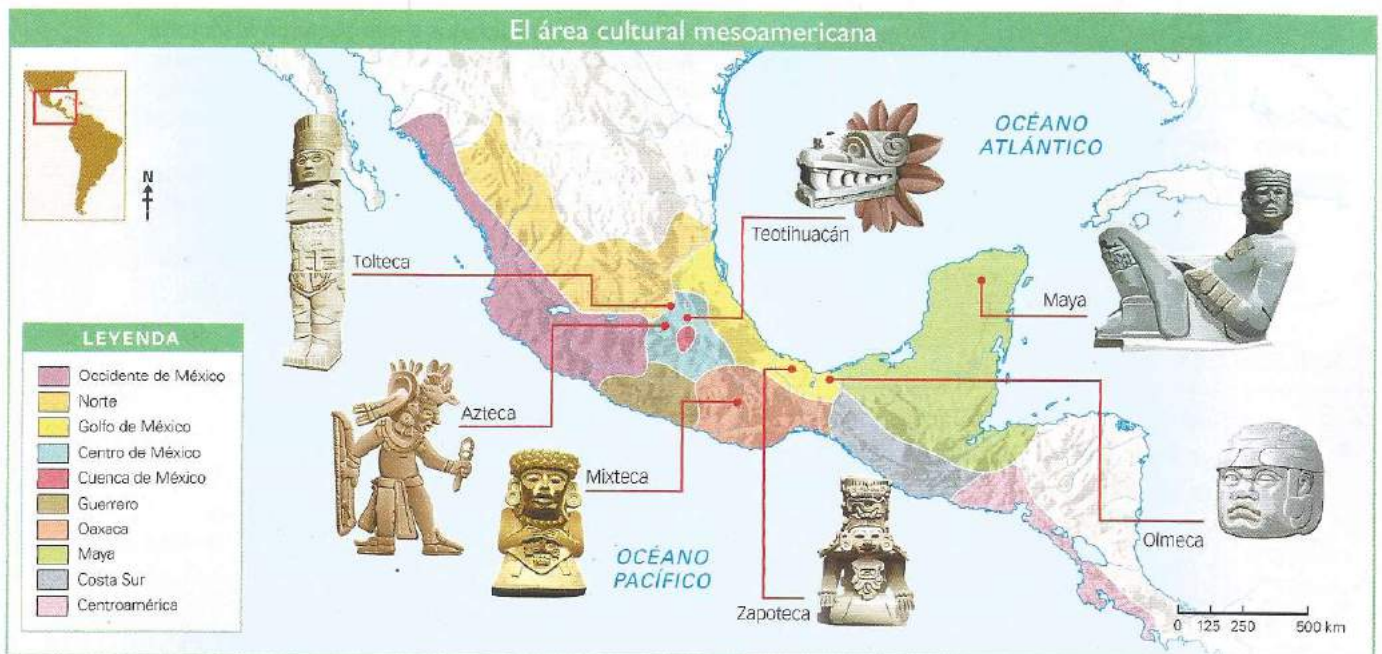 El área cultural mesoamericana
N
OCÉANO
ATLÁNTICO
Teotihuacán
Tolteca
Maya
LEYENDA
Occidente de México
Norte
Golfo de México
Centro de México
Cuenca de México
Guerrero
Oaxaca
Maya
Costa Sur
Centroamérica
Azteca
Mixteca
OCÉANO
PACÍFICO
Zapoteca
Olmeca
0 125 250 500 km